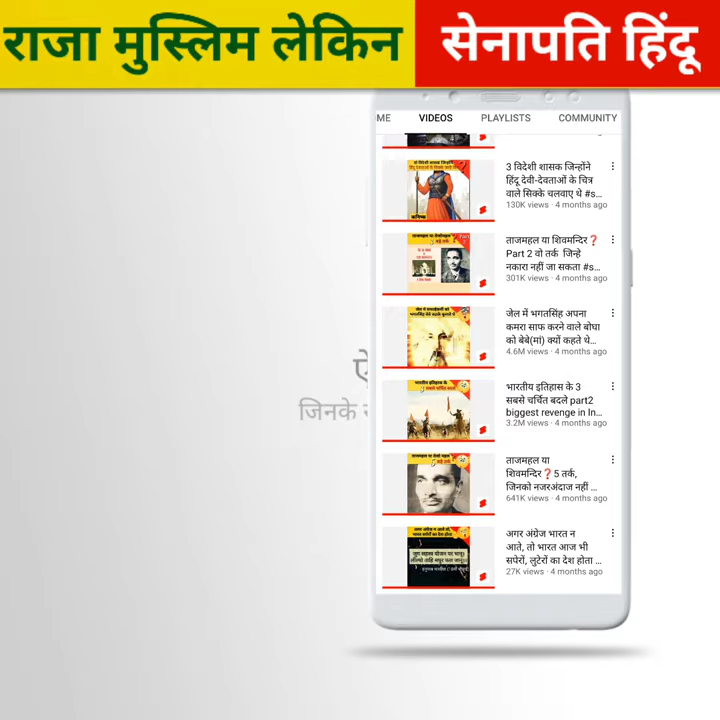 राजा मुस्लिम लेकिन सेनापति हिंदू
ME VIDEOS PLAYLISTS COMMUNITY
3 विदेशी शासक जिन्होंने
हिंदू देवी-देवताओं के चित्र
वाले सिक्के चलवाए थे #s...
130K views · 4 months ago
ताजमहल या शिवमन्दिर❓
Part 2 वो तर्क जिन्हे
नकारा नहीं जा सकता #s...
301K views · 4 months ago
जेल में भगतसिंह अपना
कमरा साफ करने वाले बोघा
को बेबे(मां) क्यों कहते थे...
4.6M views · 4 months ago
भारतीय इतिहास के 3
सबसे चर्चित बदले part2
biggest revenge in In...
3.2M views · 4 months ago
ताजमहल या
शिवमन्दिर❓5 तर्क,
जिनको नजरअंदाज नहीं ...
641K views · 4 months ago
अगर अंग्रेज भारत न
आते, तो भारत आज भी
सपेरों, लुटेरों का देश होता ...
27K views · 4 months ago
जिनके